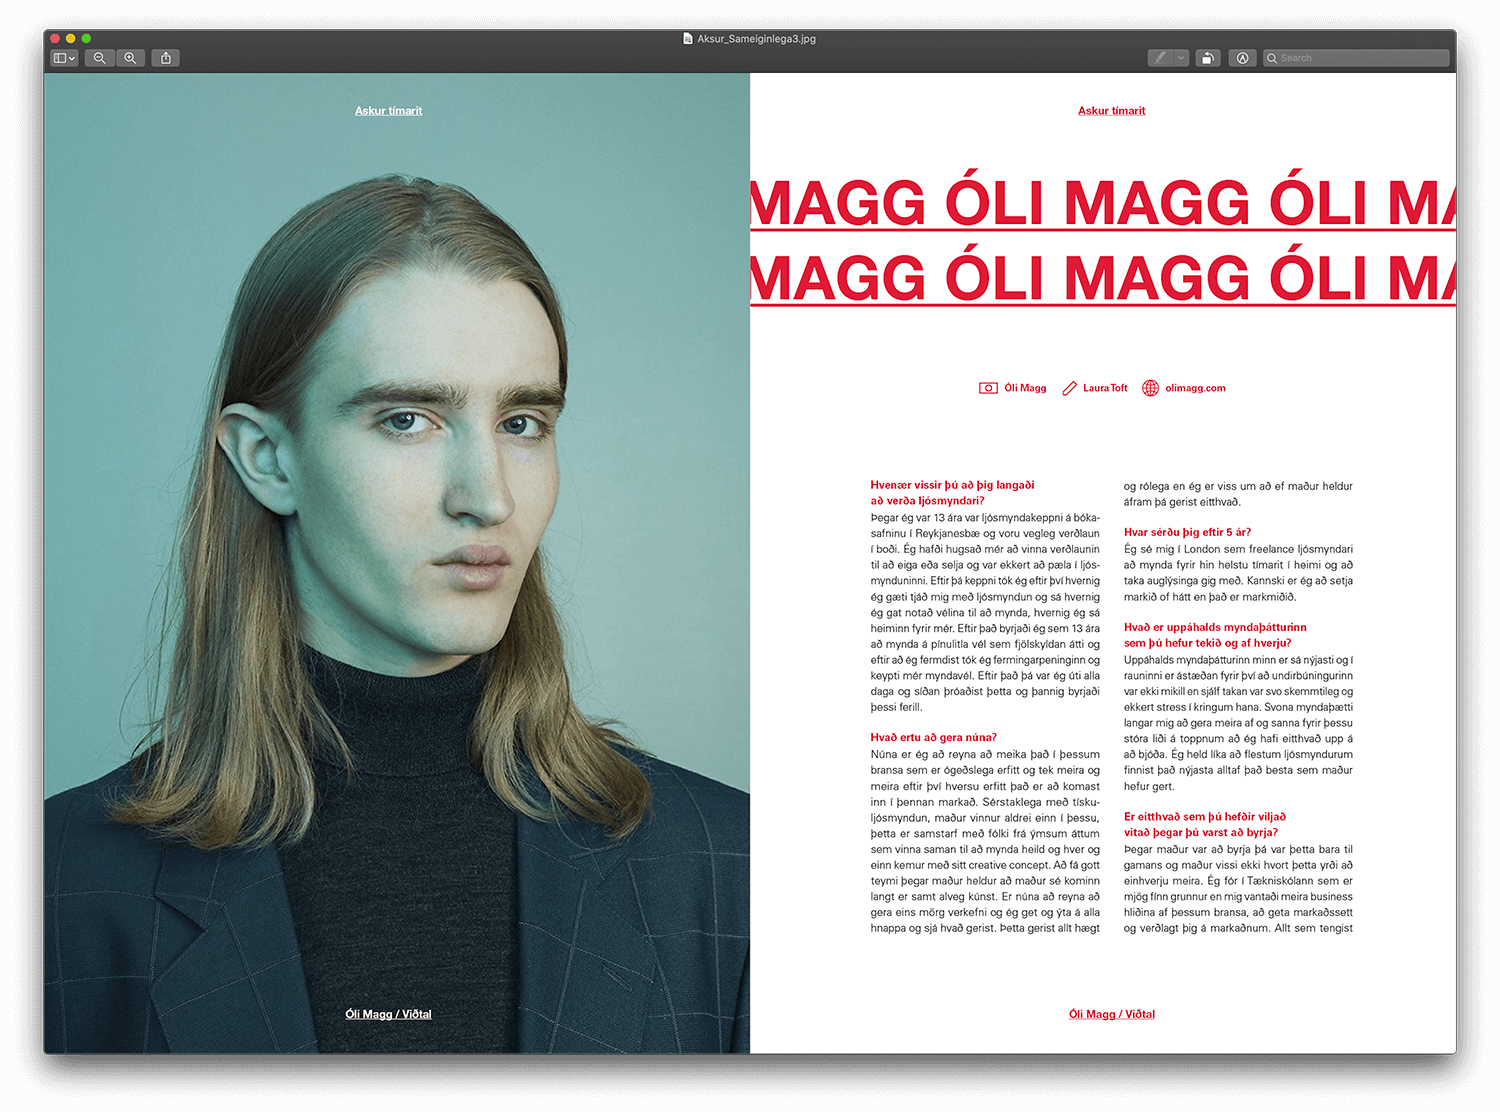 Aksur_Sameiginlega3.jpg
Search
Askur tímarit
Óli Magg / Viðtal
Askur tímarit
MAGG ÓLI MAGG ÓLI MA
MAGG ÓLI MAGG ÓLI MA
Óli Magg
Laura Toft
olimagg.com
Hvenær vissir þú að þig langaði
að verða ljósmyndari?
Þegar ég var 13 ára var ljósmyndakeppni á bóka-
safninu í Reykjanesbæ og voru vegleg verðlaun
í boði. Ég hafði hugsað mér að vinna verðlaunin
til að eiga eða selja og var ekkert að pæla í ljós-
mynduninni. Eftir þá keppni tók ég eftir því hvernig
ég gæti tjáð mig með ljósmyndun og sá hvernig
ég gat notað vélina til að mynda, hvernig ég sá
heiminn fyrir mér. Eftir það byrjaði ég sem 13 ára
að mynda á pínulitla vél sem fjölskyldan átti og
eftir að ég fermdist tók ég fermingarpeninginn og
keypti mér myndavél. Eftir það þá var ég úti alla
daga og síðan þróaðist þetta og þannig byrjaði
þessi ferill.
Hvað ertu að gera núna?
Núna er ég að reyna að meika það í þessum
bransa sem er ógeðslega erfitt og tek meira og
meira eftir því hversu erfitt það er að komast
inn í þennan markað. Sérstaklega með tísku-
ljósmyndun, maður vinnur aldrei einn í þessu,
þetta er samstarf með fólki frá ýmsum áttum
sem vinna saman til að mynda heild og hver og
einn kemur með sitt creative concept. Að fá gott
teymi þegar maður heldur að maður sé kominn
langt er samt alveg kúnst. Er núna að reyna að
gera eins mörg verkefni og ég get og ýta á alla
hnappa og sjá hvað gerist. Þetta gerist allt hægt
og rólega en ég er viss um að ef maður heldur
áfram þá gerist eitthvað.
Hvar sérðu þig eftir 5 ár?
Ég sé mig í London sem freelance ljósmyndari
að mynda fyrir hin helstu tímarit í heimi og að
taka auglýsinga gig með. Kannski er ég að setja
markið of hátt en það er markmiðið.
Hvað er uppáhalds myndaþátturinn
sem þú hefur tekið og af hverju?
Uppáhalds myndaþátturinn minn er sá nýjasti og í
rauninni er ástæðan fyrir því að undirbúningurinn
var ekki mikill en sjálf takan var svo skemmtileg og
ekkert stress í kringum hana. Svona myndaþætti
langar mig að gera meira af og sanna fyrir þessu
stóra liði á toppnum að ég hafi eitthvað upp á
að bjóða. Ég held líka að flestum ljósmyndurum
finnist það nýjasta alltaf það besta sem maður
hefur gert.
Er eitthvað sem þú hefðir viljað
vitað þegar þú varst að byrja?
Þegar maður var að byrja þá var þetta bara til
gamans og maður vissi ekki hvort þetta yrði að
einhverju meira. Ég fór í Tækniskólann sem er
mjög fínn grunnur en mig vantaði meira business
hliðina af þessum bransa, að geta markaðssett
og verðlagt þig á markaðnum. Allt sem tengist
Óli Magg / Viðtal